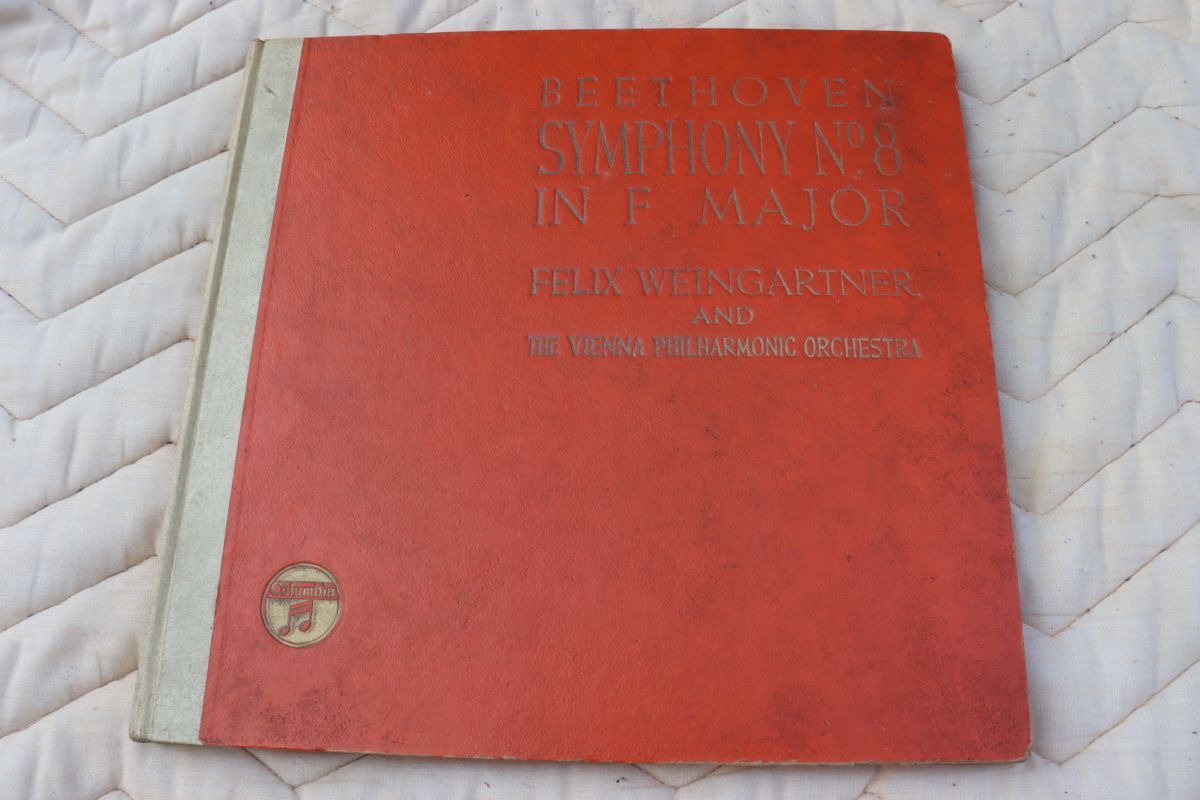 BEETHOVEN
SYMPHONY Nº 8
IN F MAJOR
FELIX WEINGARTNER
AND
THE VIENNA PHILHARMONIC ORCHESTRA
Columbia